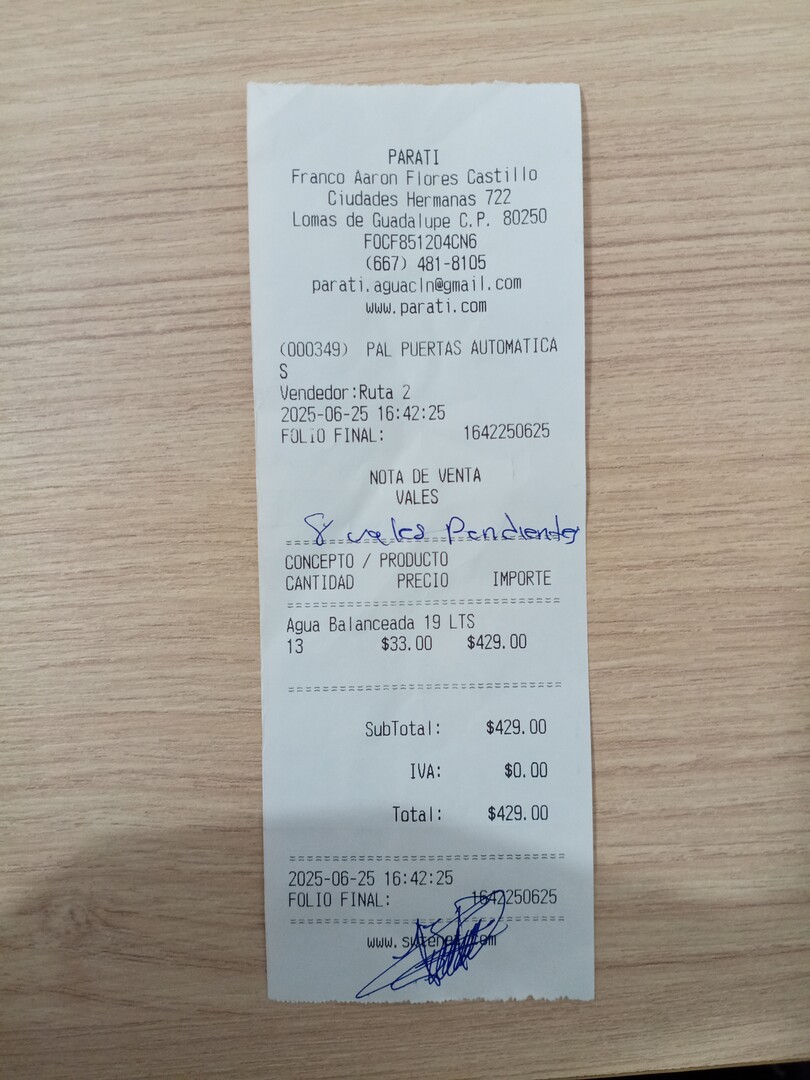 PARATI
Franco Aaron Flores Castillo
Ciudades Hermanas 722
Lomas de Guadalupe C.P. 80250
FOCF851204CN6
(667) 481-8105
parati.aguacln@gmail.com
www.parati.com
(000349) PAL PUERTAS AUTOMATICA
S
Vendedor:Ruta 2
2025-06-25 16:42:25
FOLIO FINAL: 1642250625
NOTA DE VENTA
VALES
8 vales Pendientes
CONCEPTO / PRODUCTO
CANTIDAD PRECIO IMPORTE
Agua Balanceada 19 LTS
13 $33.00 $429.00
SubTotal: $429.00
IVA: $0.00
Total: $429.00
2025-06-25 16:42:25
FOLIO FINAL: 1642250625